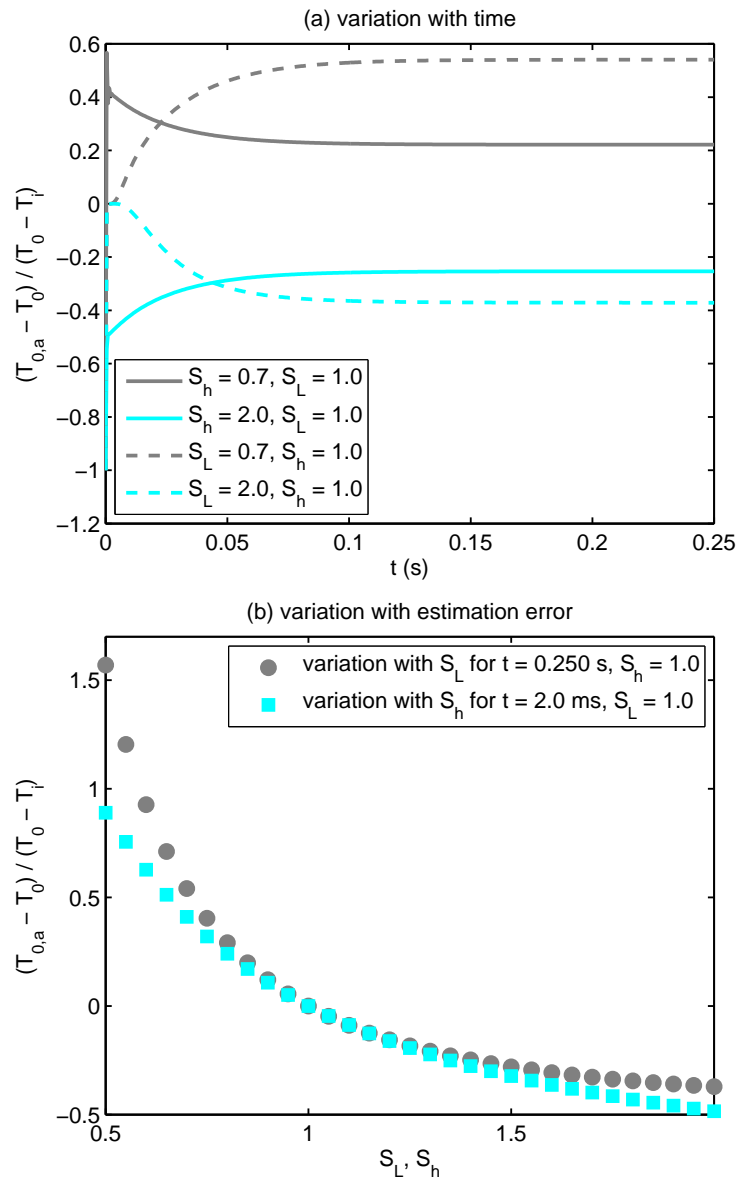 (a) variation with time
(T0,a − T0) / (T0 − Ti)
0.6
0.4
0.2
0
−0.2
−0.4
−0.6
−0.8
−1
−1.2
Sh = 0.7, SL = 1.0
Sh = 2.0, SL = 1.0
SL = 0.7, Sh = 1.0
SL = 2.0, Sh = 1.0
0 0.05 0.1 0.15 0.2 0.25
t (s)
(b) variation with estimation error
(T0,a − T0) / (T0 − Ti)
1.5
1
0.5
0
−0.5
variation with SL for t = 0.250 s, Sh = 1.0
variation with Sh for t = 2.0 ms, SL = 1.0
0.5 1 1.5
SL, Sh